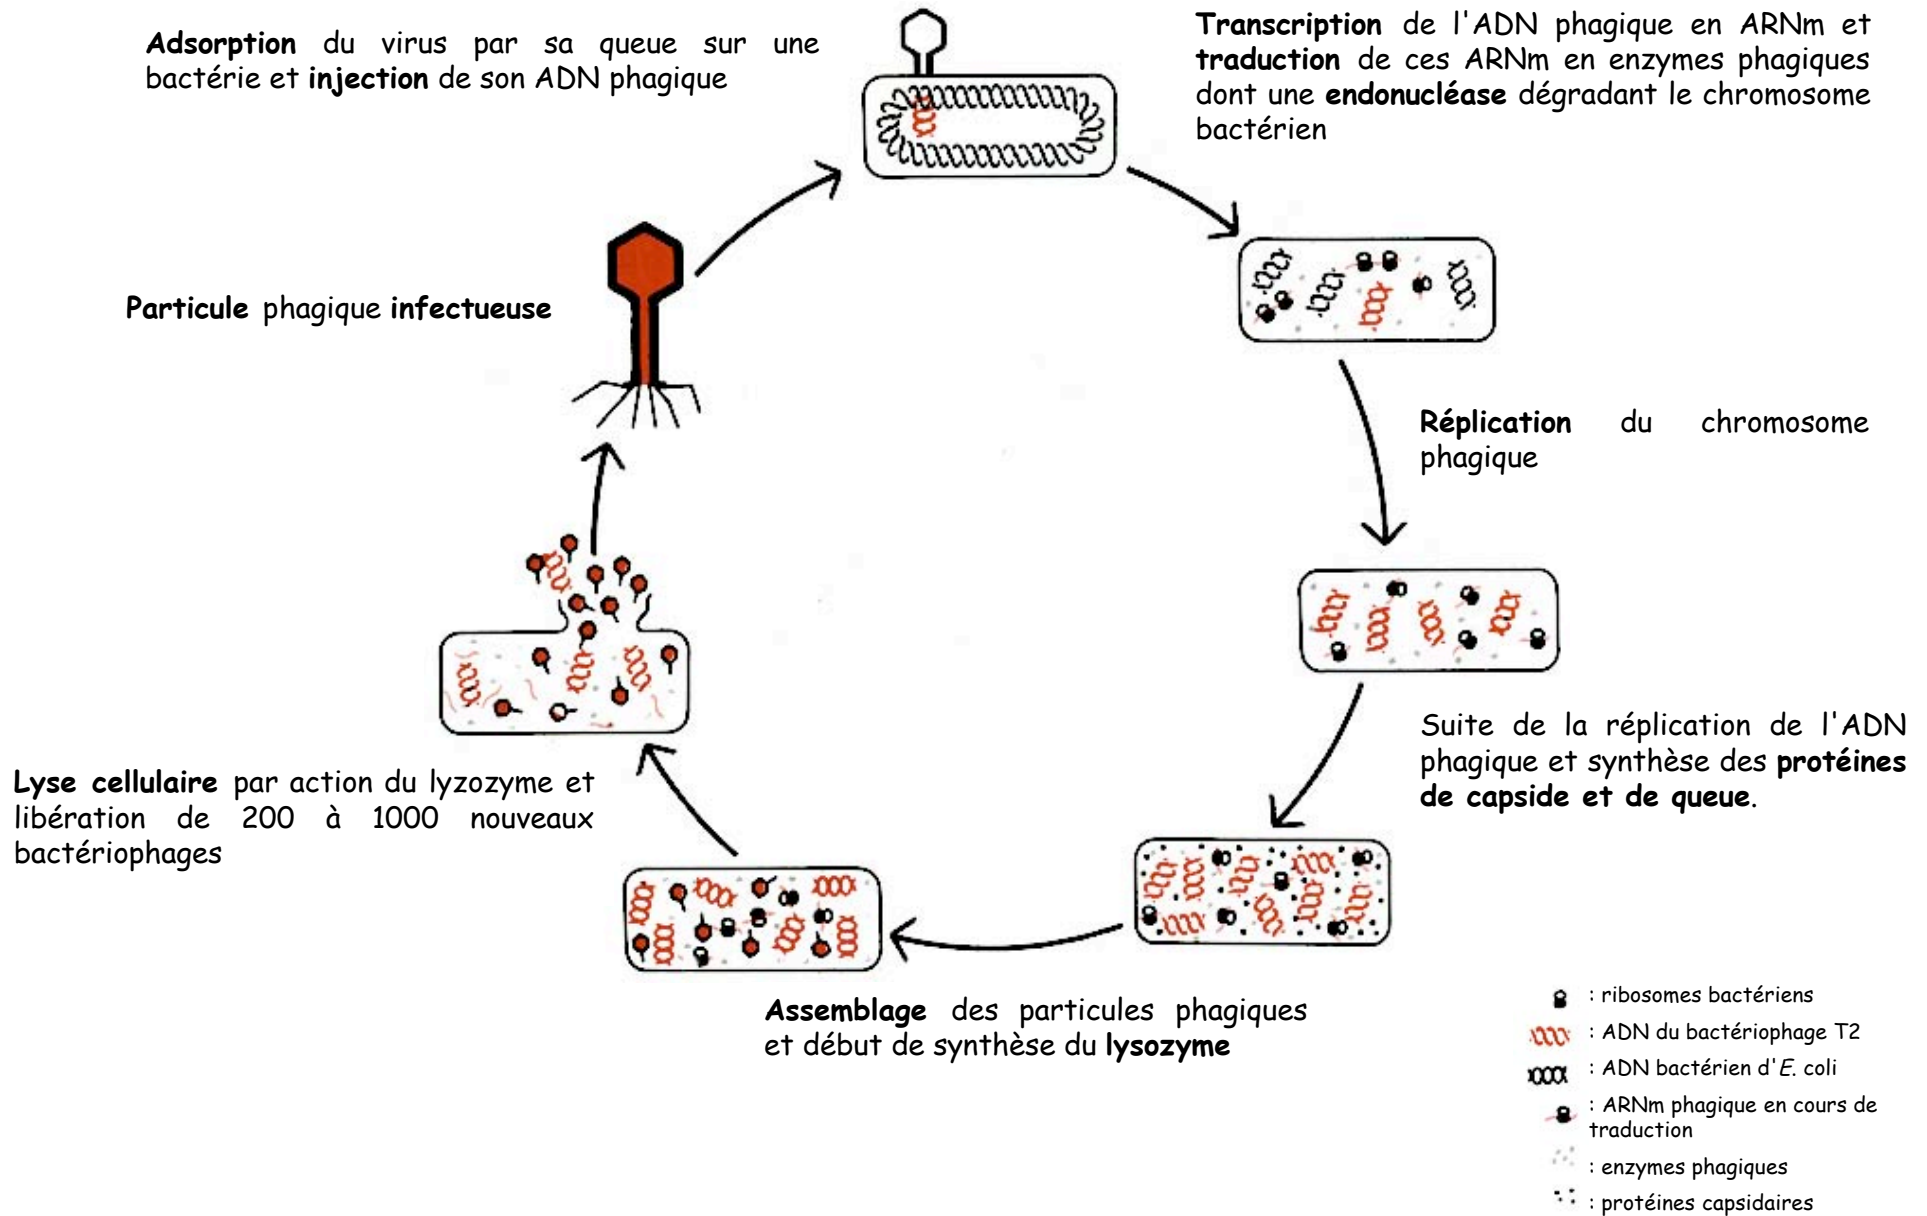 Adsorption du virus par sa queue sur une
bactérie et injection de son ADN phagique
Transcription de l'ADN phagique en ARNm et
traduction de ces ARNm en enzymes phagiques
dont une endonucléase dégradant le chromosome
bactérien
Particule phagique infectueuse
Réplication du chromosome
phagique
Suite de la réplication de l'ADN
phagique et synthèse des protéines
de capside et de queue.
Lyse cellulaire par action du lyzozyme et
libération de 200 à 1000 nouveaux
bactériophages
Assemblage des particules phagiques
et début de synthèse du lysozyme
: ribosomes bactériens
: ADN du bactériophage T2
: ADN bactérien d'E. coli
: ARNm phagique en cours de
traduction
: enzymes phagiques
: protéines capsidaires